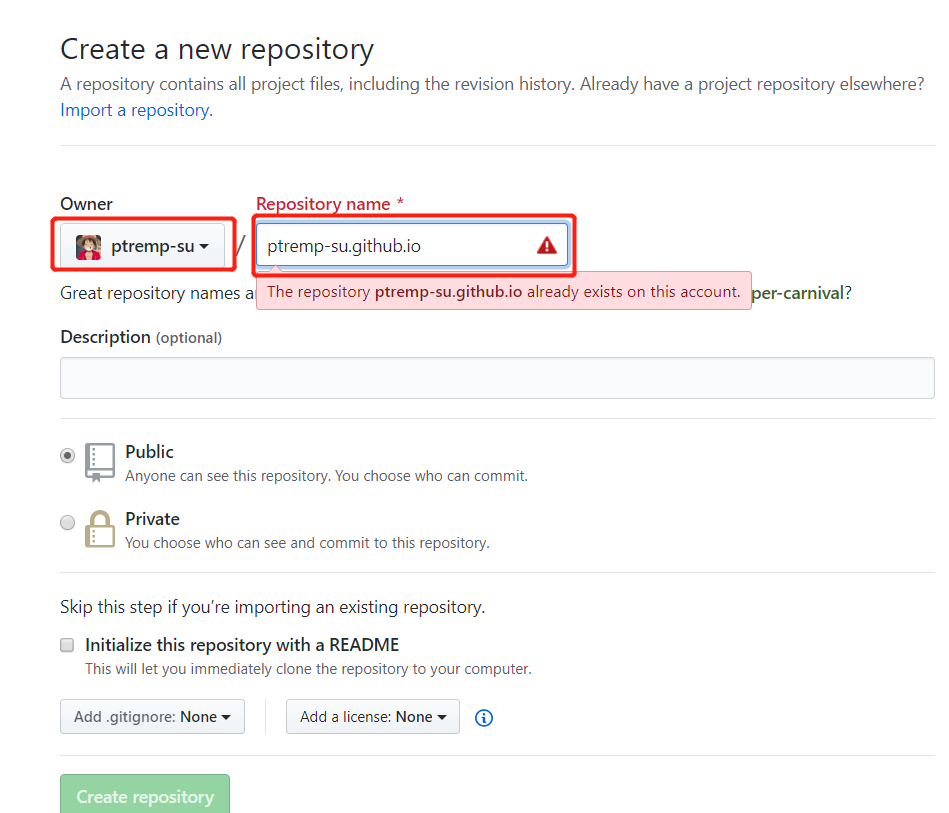 Create a new repository
A repository contains all project files, including the revision history. Already have a project repository elsewhere?
Import a repository.
Owner
Repository name *
ptremp-su / ptremp-su.github.io
Great repository names a
The repository ptremp-su.github.io already exists on this account.
per-carnival?
Description (optional)
Public
Anyone can see this repository. You choose who can commit.
Private
You choose who can see and commit to this repository.
Skip this step if you’re importing an existing repository.
Initialize this repository with a README
This will let you immediately clone the repository to your computer.
Add .gitignore: None
Add a license: None
Create repository